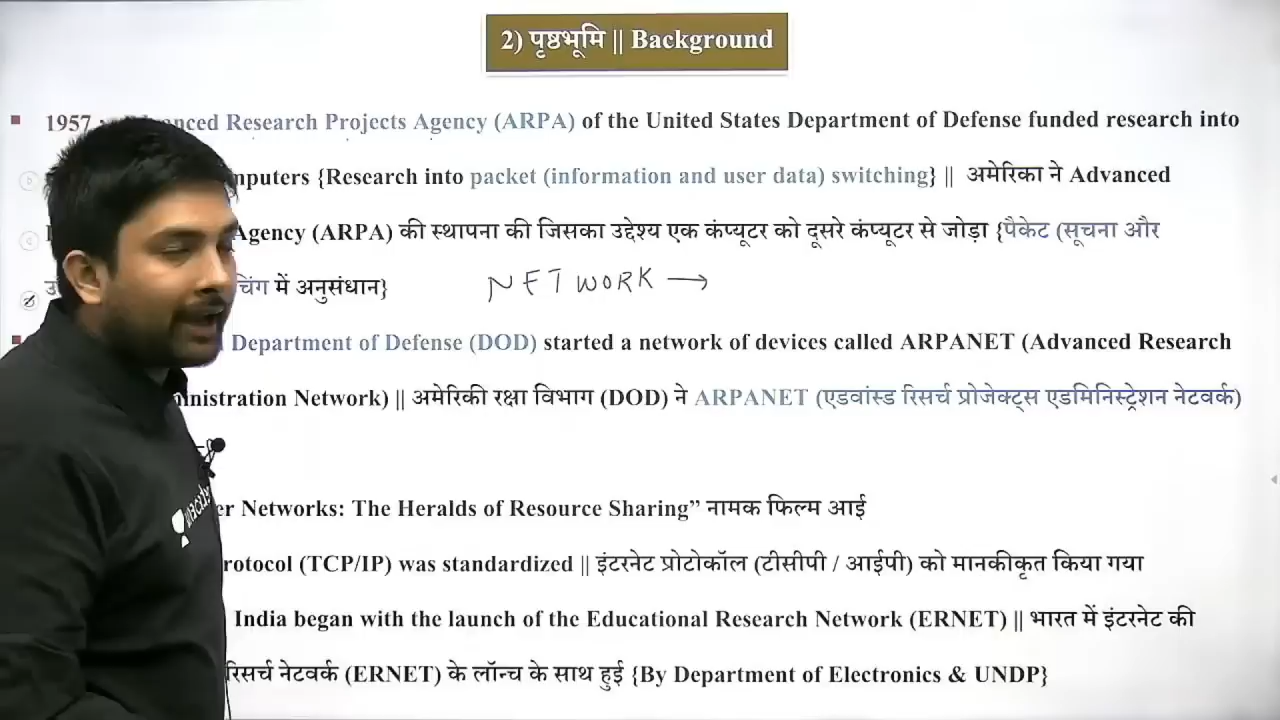 2) पृष्ठभूमि || Background
1957 Advanced Research Projects Agency (ARPA) of the United States Department of Defense funded research into
computers {Research into packet (information and user data) switching} || अमेरिका ने Advanced
Agency (ARPA) की स्थापना की जिसका उद्देश्य एक कंप्यूटर को दूसरे कंप्यूटर से जोड़ा {पैकेट (सूचना और
में अनुसंधान}
NETWORK →
Department of Defense (DOD) started a network of devices called ARPANET (Advanced Research
Network) || अमेरिकी रक्षा विभाग (DOD) ने ARPANET (एडवांस्ड रिसर्च प्रोजेक्ट्स एडमिनिस्ट्रेशन नेटवर्क)
Networks: The Heralds of Resource Sharing” नामक फिल्म आई
rotocol (TCP/IP) was standardized || इंटरनेट प्रोटोकॉल (टीसीपी / आईपी) को मानकीकृत किया गया
India began with the launch of the Educational Research Network (ERNET) || भारत में इंटरनेट की
रिसर्च नेटवर्क (ERNET) के लॉन्च के साथ हुई {By Department of Electronics & UNDP}